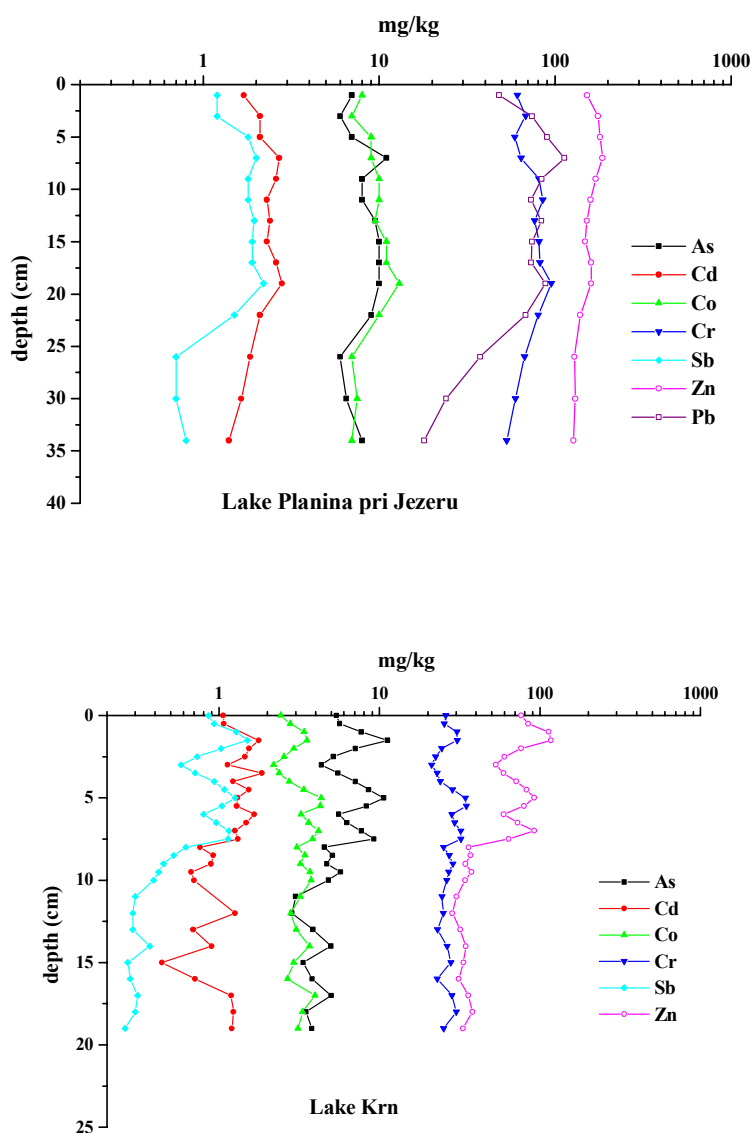 mg/kg
1 10 100 1000
0
5
10
15
20
25
30
35
40
depth (cm)
As
Cd
Co
Cr
Sb
Zn
Pb
Lake Planina pri Jezeru
mg/kg
1 10 100 1000
0
5
10
15
20
25
depth (cm)
As
Cd
Co
Cr
Sb
Zn
Lake Krn